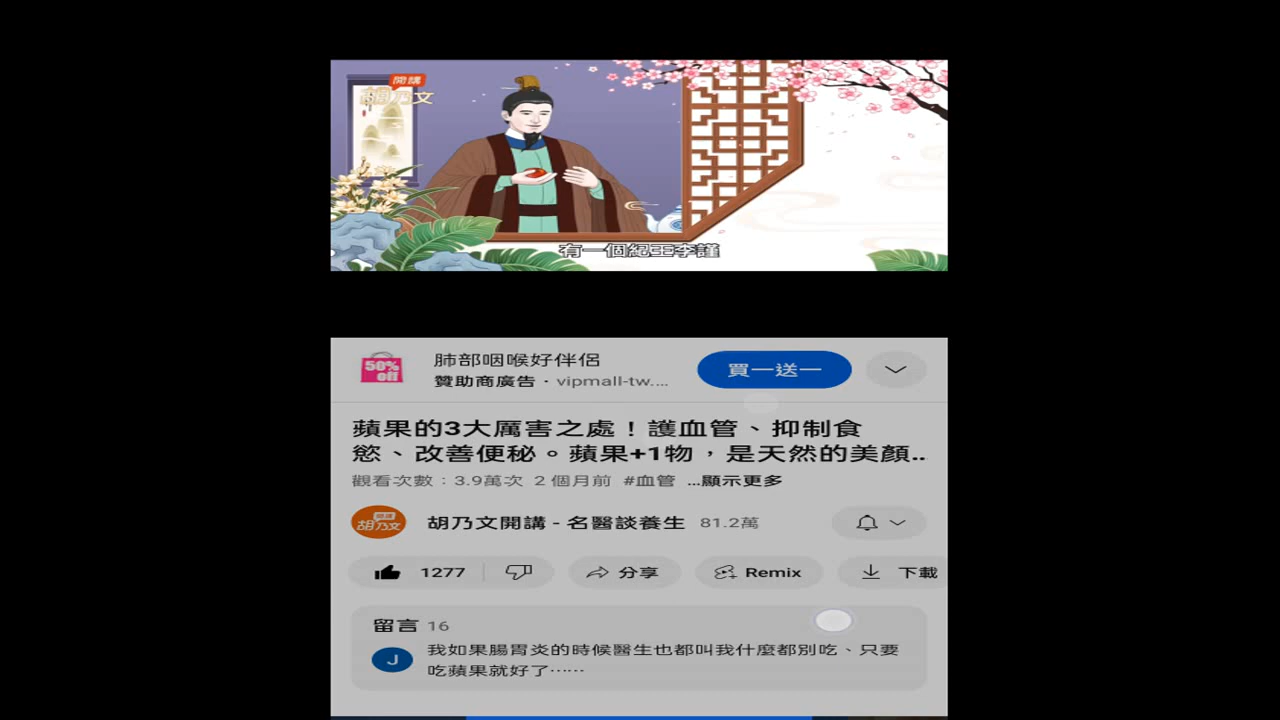 開講
胡乃文
有一個紀王李謹
50%
off
肺部咽喉好伴侶
贊助商廣告・vipmall-tw....
買一送一
蘋果的3大厲害之處！護血管、抑制食
慾、改善便秘。蘋果+1物，是天然的美顏..
觀看次數：3.9萬次 2 個月前 #血管 ...顯示更多
開講
胡乃文
胡乃文開講 - 名醫談養生 81.2萬
1277
分享
Remix
下載
留言 16
J
我如果腸胃炎的時候醫生也都叫我什麼都別吃、只要
吃蘋果就好了⋯⋯